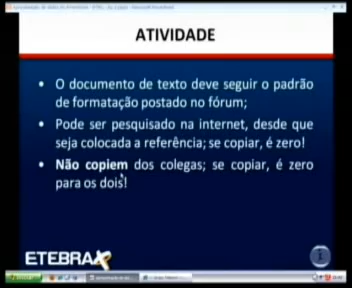 ATIVIDADE
• O documento de texto deve seguir o padrão
de formatação postado no fórum;
• Pode ser pesquisado na internet, desde que
seja colocada a referência; se copiar, é zero!
• Não copiem dos colegas; se copiar, é zero
para os dois!
ETEBRAX